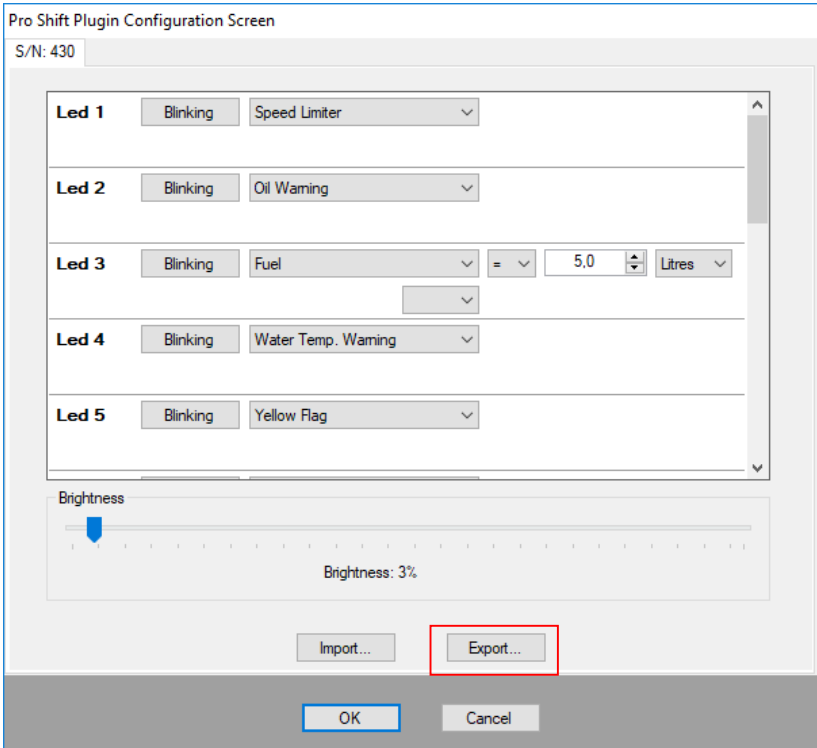 Pro Shift Plugin Configuration Screen
S/N: 430
Led 1 Blinking Speed Limiter
Led 2 Blinking Oil Warning
Led 3 Blinking Fuel = 5,0 Litres
Led 4 Blinking Water Temp. Warning
Led 5 Blinking Yellow Flag
Brightness
Brightness: 3%
Import... Export...
OK Cancel